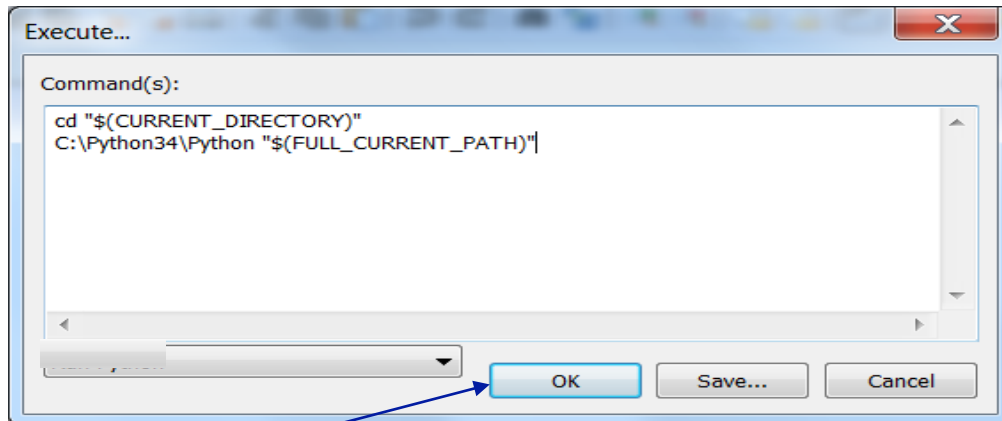 Execute...
Command(s):
cd "$(CURRENT_DIRECTORY)"
C:\Python34\Python "$(FULL_CURRENT_PATH)"
OK Save... Cancel